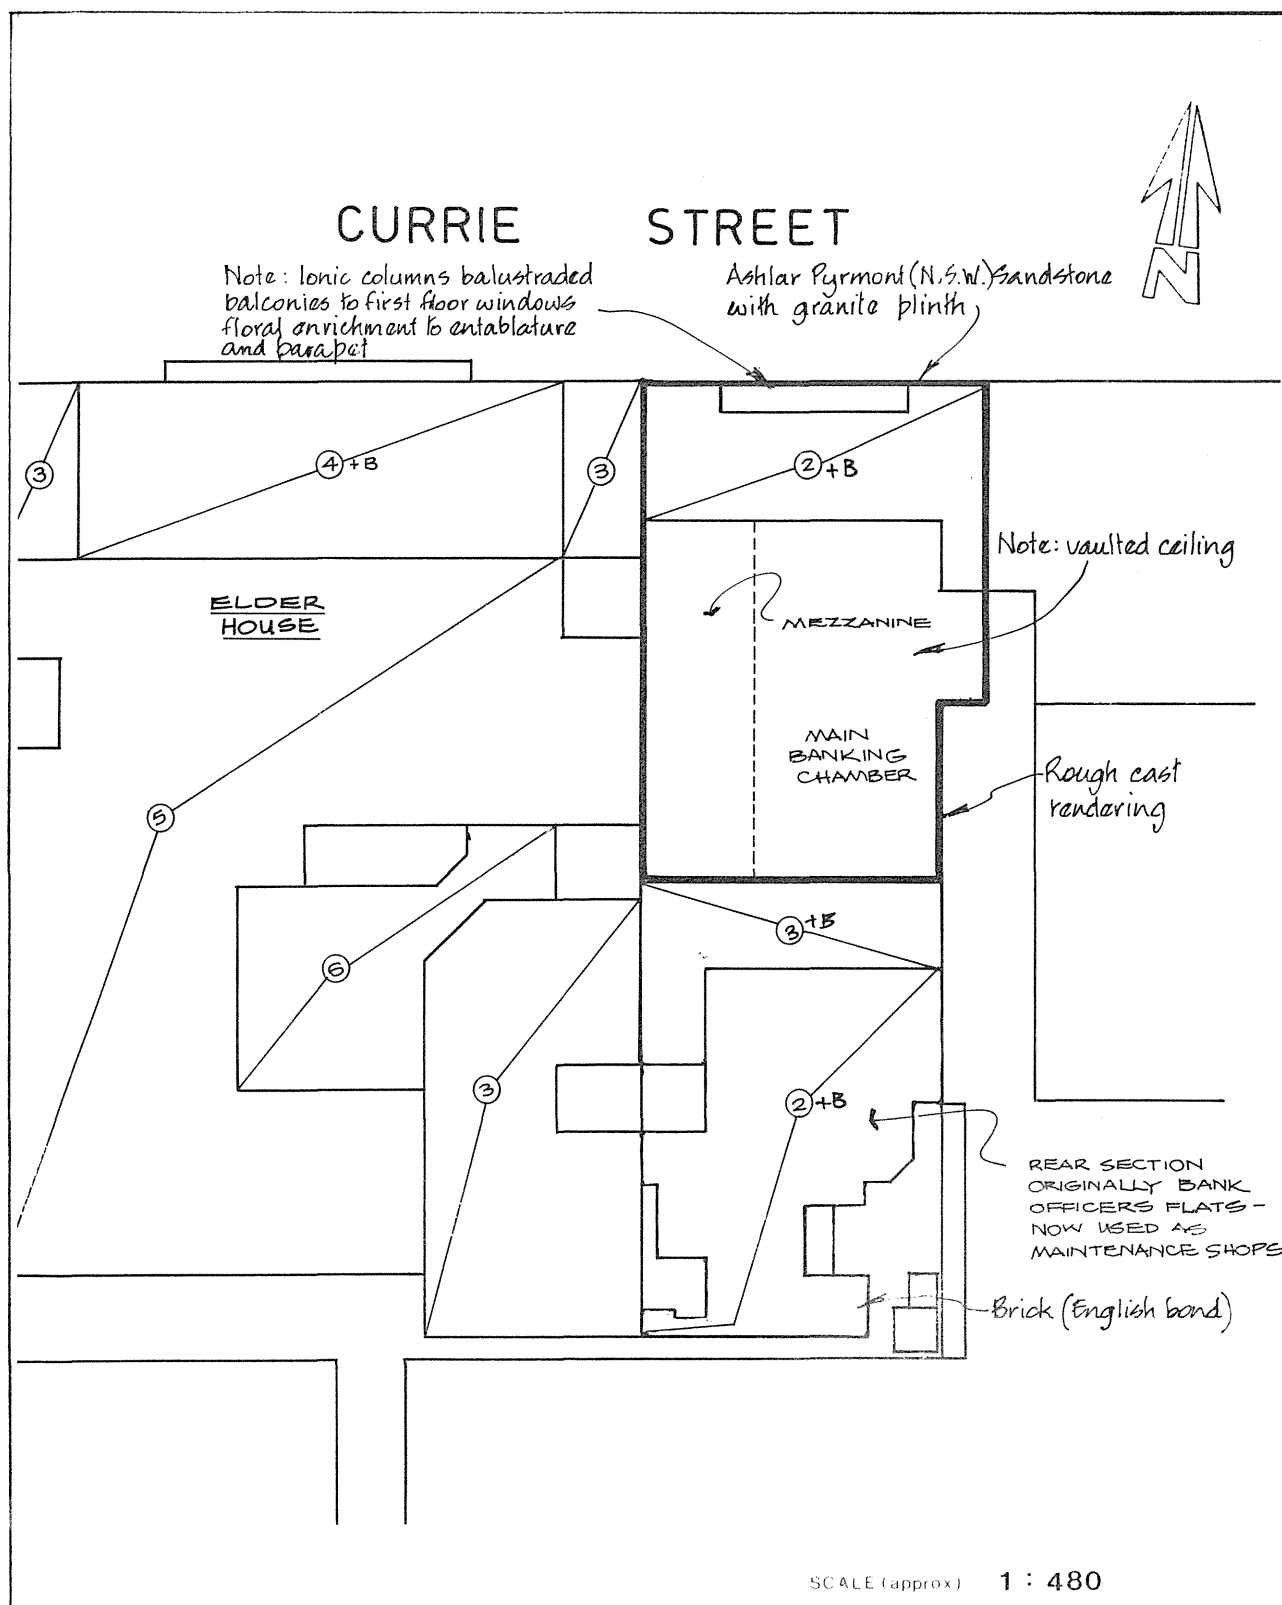 N
CURRIE STREET
Note: Ionic columns balustraded
balconies to first floor windows
floral enrichment to entablature
and parapet
Ashlar Pyrmont (N.S.W.) Sandstone
with granite plinth
3
4 +B
3
2 +B
Note: vaulted ceiling
ELDER
HOUSE
MEZZANINE
MAIN
BANKING
CHAMBER
Rough cast
rendering
5
3 +B
6
3
2 +B
REAR SECTION
ORIGINALLY BANK
OFFICERS FLATS -
NOW USED AS
MAINTENANCE SHOPS
Brick (English bond)
SCALE (approx) 1 : 480